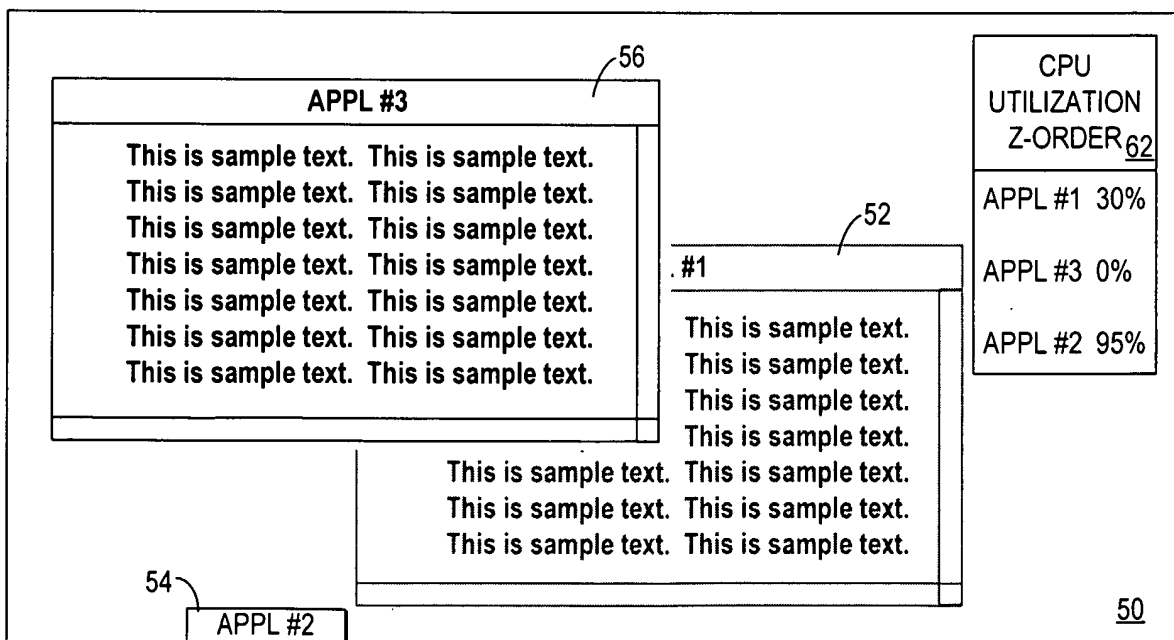 56
APPL #3
This is sample text. This is sample text.
This is sample text. This is sample text.
This is sample text. This is sample text.
This is sample text. This is sample text.
This is sample text. This is sample text.
This is sample text. This is sample text.
This is sample text. This is sample text.
52
. #1
This is sample text.
This is sample text.
This is sample text.
This is sample text.
This is sample text. This is sample text.
This is sample text. This is sample text.
This is sample text. This is sample text.
54
APPL #2
CPU
UTILIZATION
Z-ORDER 62
APPL #1 30%
APPL #3 0%
APPL #2 95%
50